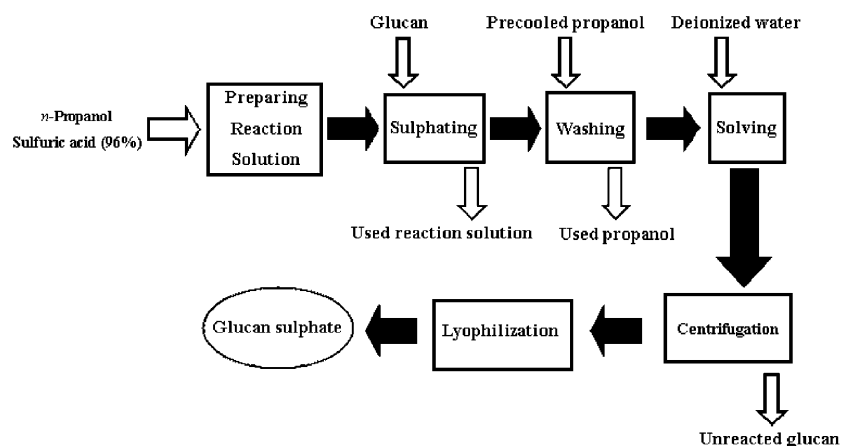 Glucan
Precooled propanol
Deionized water
n-Propanol
Sulfuric acid (96%)
Preparing
Reaction
Solution
Sulphating
Washing
Solving
Used reaction solution
Used propanol
Glucan sulphate
Lyophilization
Centrifugation
Unreacted glucan